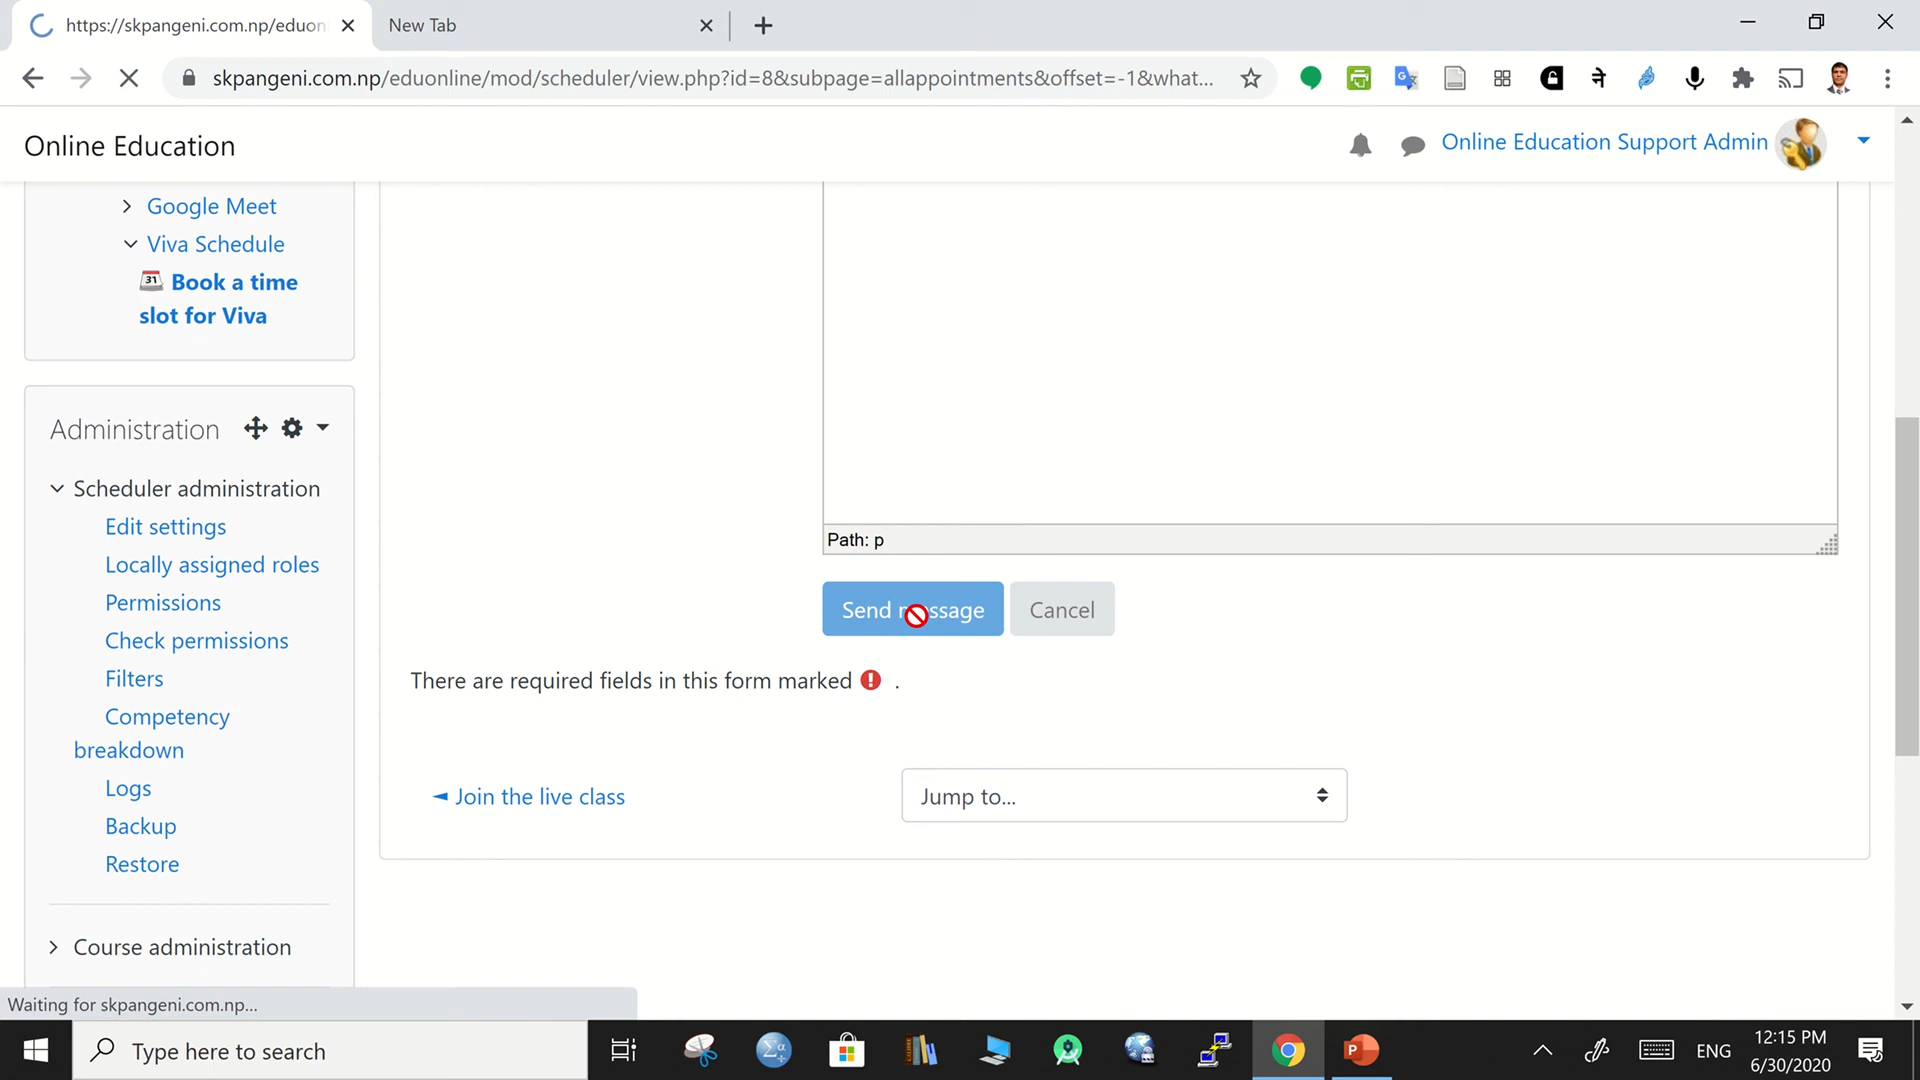 https://skpangeni.com.np/eduon
New Tab
skpangeni.com.np/eduonline/mod/scheduler/view.php?id=8&subpage=allappointments&offset=-1&what...
Online Education
Online Education Support Admin
Google Meet
Viva Schedule
31
Book a time
slot for Viva
Path: p
Administration
Scheduler administration
Edit settings
Locally assigned roles
Permissions
Check permissions
Filters
Competency
breakdown
Logs
Backup
Restore
Course administration
Send message
Cancel
There are required fields in this form marked .
◄ Join the live class
Jump to...
Waiting for skpangeni.com.np...
Type here to search
ENG
12:15 PM
6/30/2020